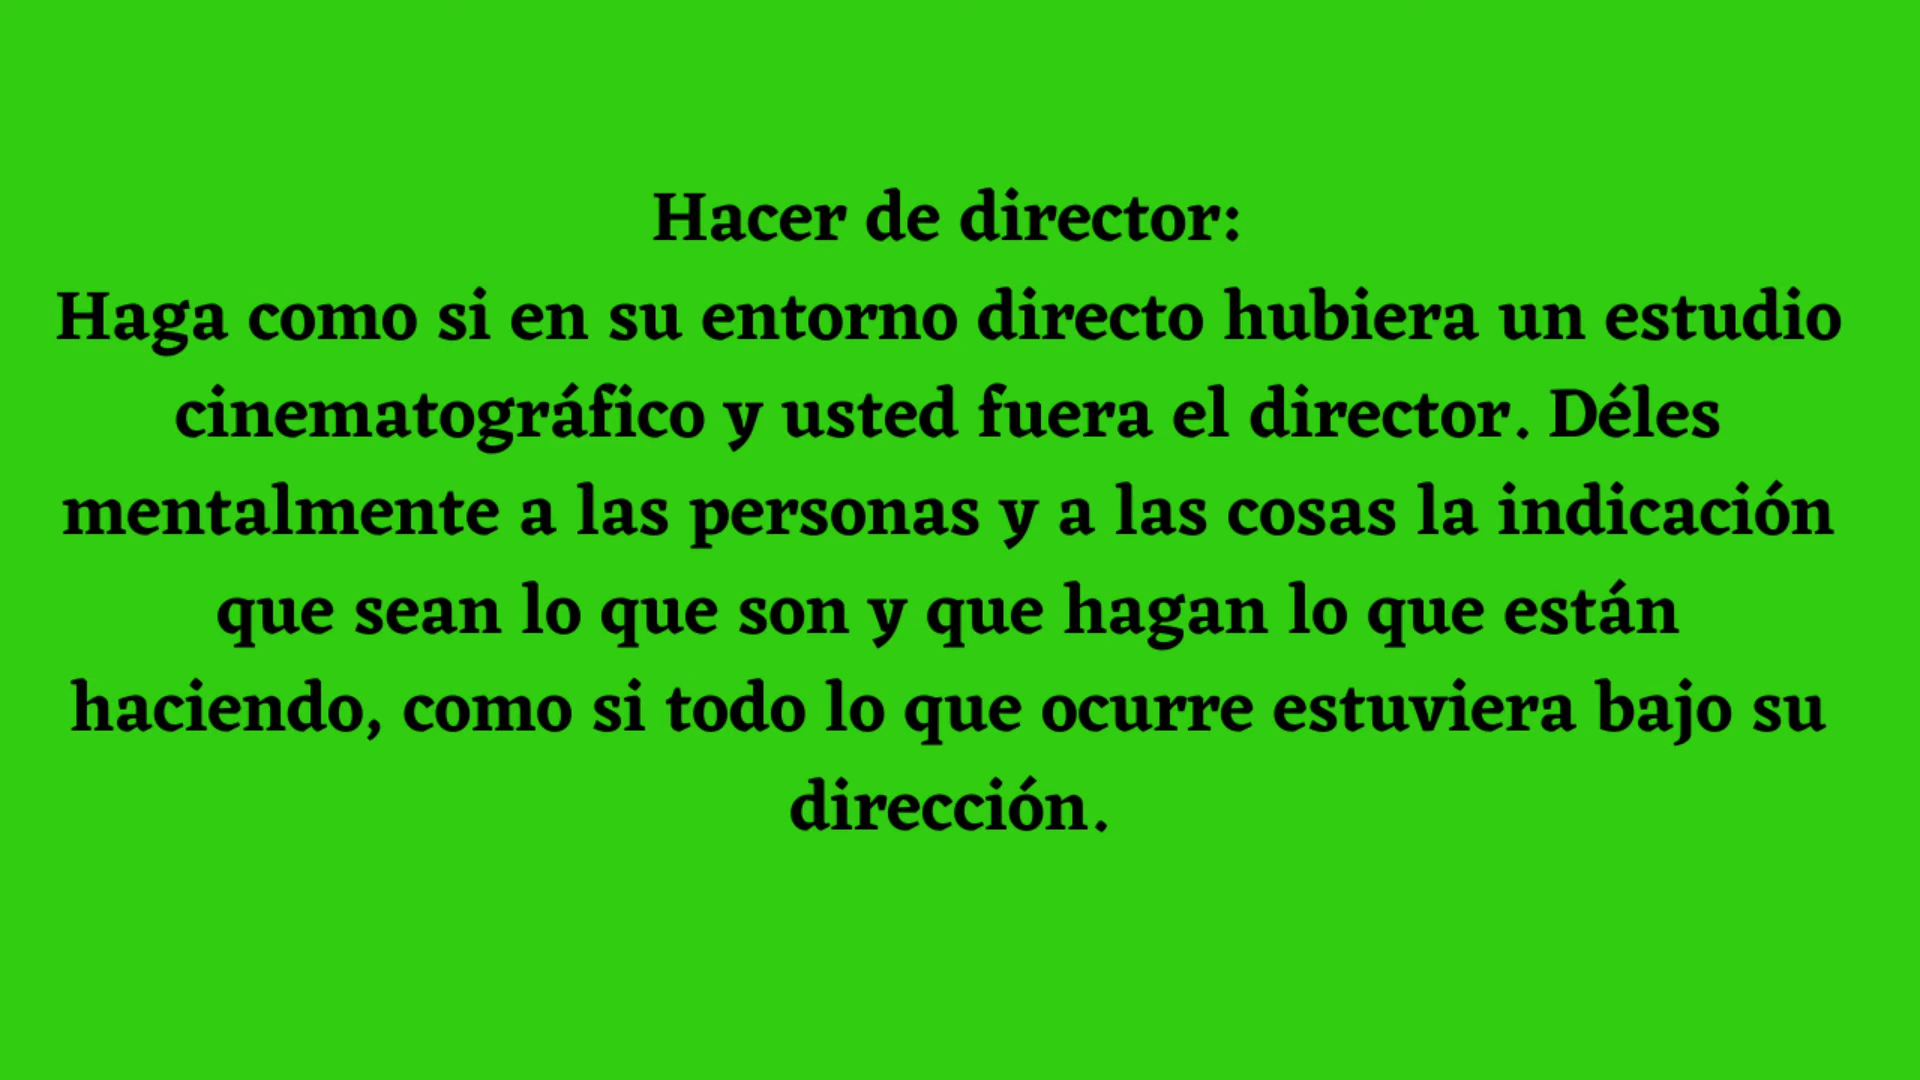 Hacer de director:
Haga como si en su entorno directo hubiera un estudio
cinematográfico y usted fuera el director. Déles
mentalmente a las personas y a las cosas la indicación
que sean lo que son y que hagan lo que están
haciendo, como si todo lo que ocurre estuviera bajo su
dirección.